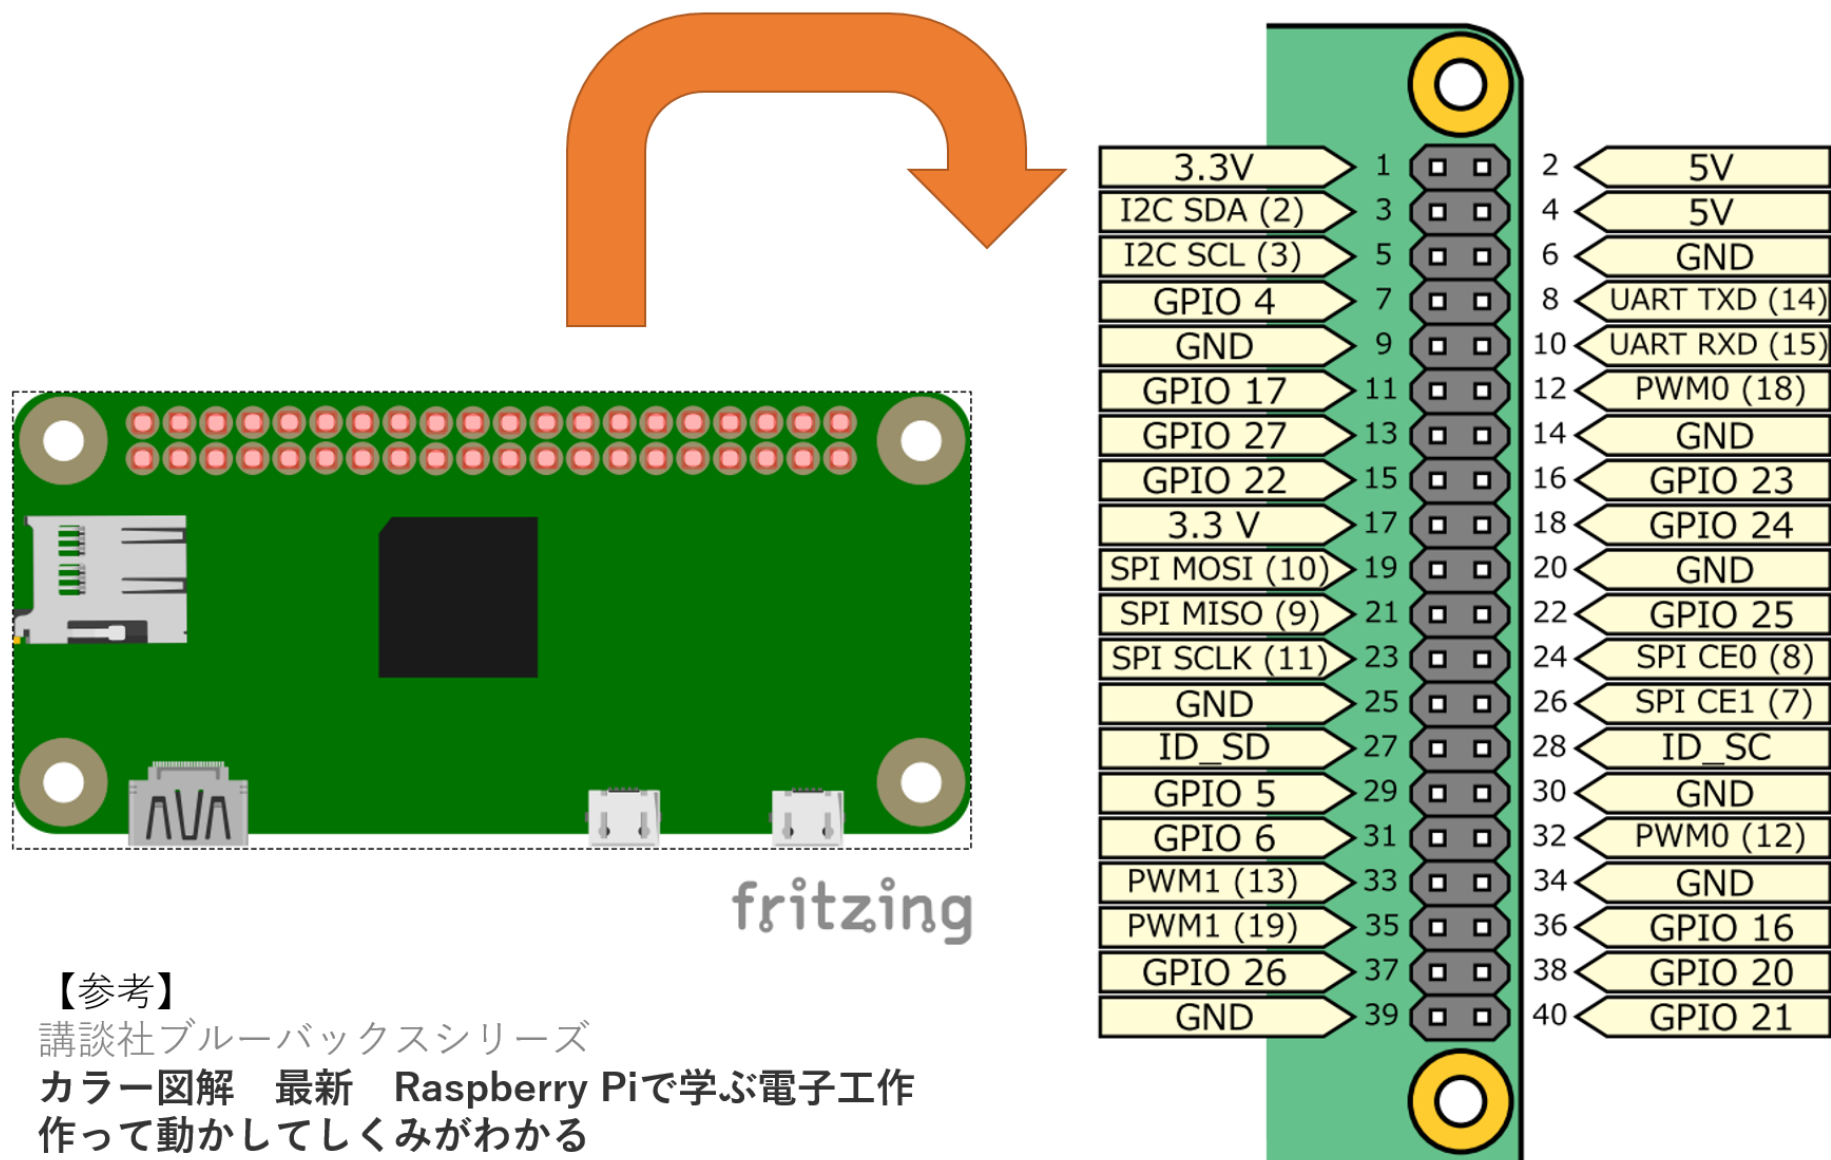 3.3V 1 2 5V
I2C SDA (2) 3 4 5V
I2C SCL (3) 5 6 GND
GPIO 4 7 8 UART TXD (14)
GND 9 10 UART RXD (15)
GPIO 17 11 12 PWM0 (18)
GPIO 27 13 14 GND
GPIO 22 15 16 GPIO 23
3.3 V 17 18 GPIO 24
SPI MOSI (10) 19 20 GND
SPI MISO (9) 21 22 GPIO 25
SPI SCLK (11) 23 24 SPI CE0 (8)
GND 25 26 SPI CE1 (7)
ID_SD 27 28 ID_SC
GPIO 5 29 30 GND
GPIO 6 31 32 PWM0 (12)
PWM1 (13) 33 34 GND
PWM1 (19) 35 36 GPIO 16
GPIO 26 37 38 GPIO 20
GND 39 40 GPIO 21
fritzing
【参考】
講談社ブルーバックスシリーズ
カラー図解　最新　Raspberry Piで学ぶ電子工作
作って動かしてしくみがわかる